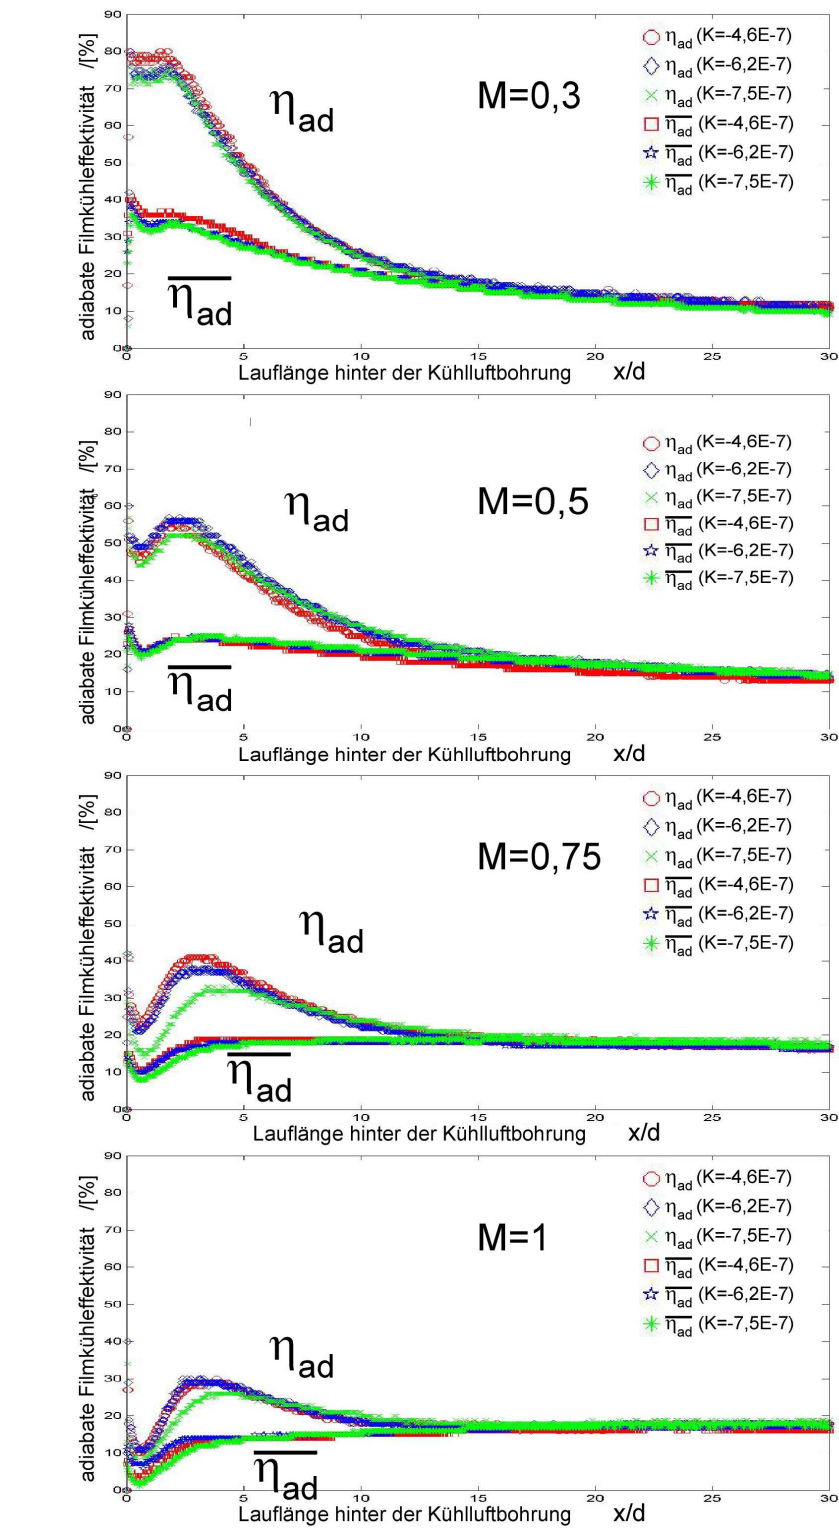 90
80
70
60
50
40
30
20
10
0
adiabate Filmkühleffektivität /[%]
η_ad
M=0,3
η_ad (K=-4,6E-7)
η_ad (K=-6,2E-7)
η_ad (K=-7,5E-7)
η̅_ad (K=-4,6E-7)
η̅_ad (K=-6,2E-7)
η̅_ad (K=-7,5E-7)
η̅_ad
0 5 10 15 20 25 30
Lauflänge hinter der Kühlluftbohrung x/d
90
80
70
60
50
40
30
20
10
0
adiabate Filmkühleffektivität /[%]
η_ad
M=0,5
η_ad (K=-4,6E-7)
η_ad (K=-6,2E-7)
η_ad (K=-7,5E-7)
η̅_ad (K=-4,6E-7)
η̅_ad (K=-6,2E-7)
η̅_ad (K=-7,5E-7)
η̅_ad
0 5 10 15 20 25 30
Lauflänge hinter der Kühlluftbohrung x/d
90
80
70
60
50
40
30
20
10
0
adiabate Filmkühleffektivität /[%]
η_ad
M=0,75
η_ad (K=-4,6E-7)
η_ad (K=-6,2E-7)
η_ad (K=-7,5E-7)
η̅_ad (K=-4,6E-7)
η̅_ad (K=-6,2E-7)
η̅_ad (K=-7,5E-7)
η̅_ad
0 5 10 15 20 25 30
Lauflänge hinter der Kühlluftbohrung x/d
90
80
70
60
50
40
30
20
10
0
adiabate Filmkühleffektivität /[%]
η_ad
M=1
η_ad (K=-4,6E-7)
η_ad (K=-6,2E-7)
η_ad (K=-7,5E-7)
η̅_ad (K=-4,6E-7)
η̅_ad (K=-6,2E-7)
η̅_ad (K=-7,5E-7)
η̅_ad
0 5 10 15 20 25 30
Lauflänge hinter der Kühlluftbohrung x/d